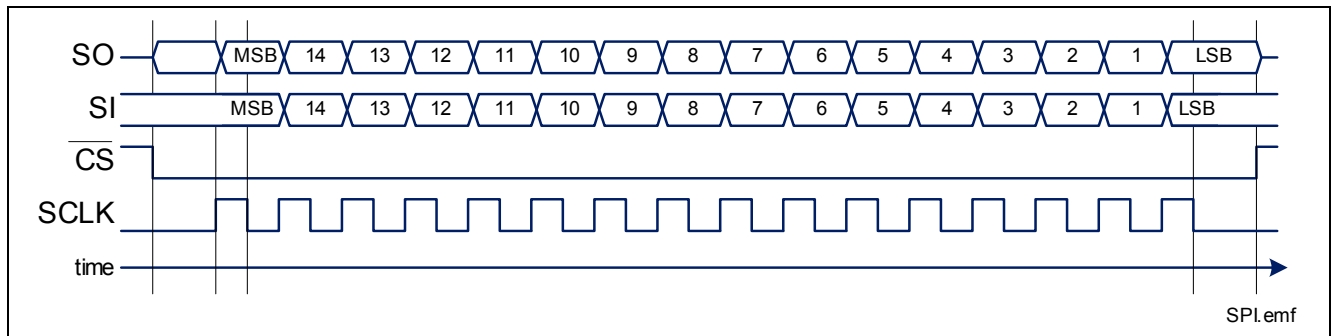 SO MSB 14 13 12 11 10 9 8 7 6 5 4 3 2 1 LSB
SI MSB 14 13 12 11 10 9 8 7 6 5 4 3 2 1 LSB
CS
SCLK
time
SPI.emf